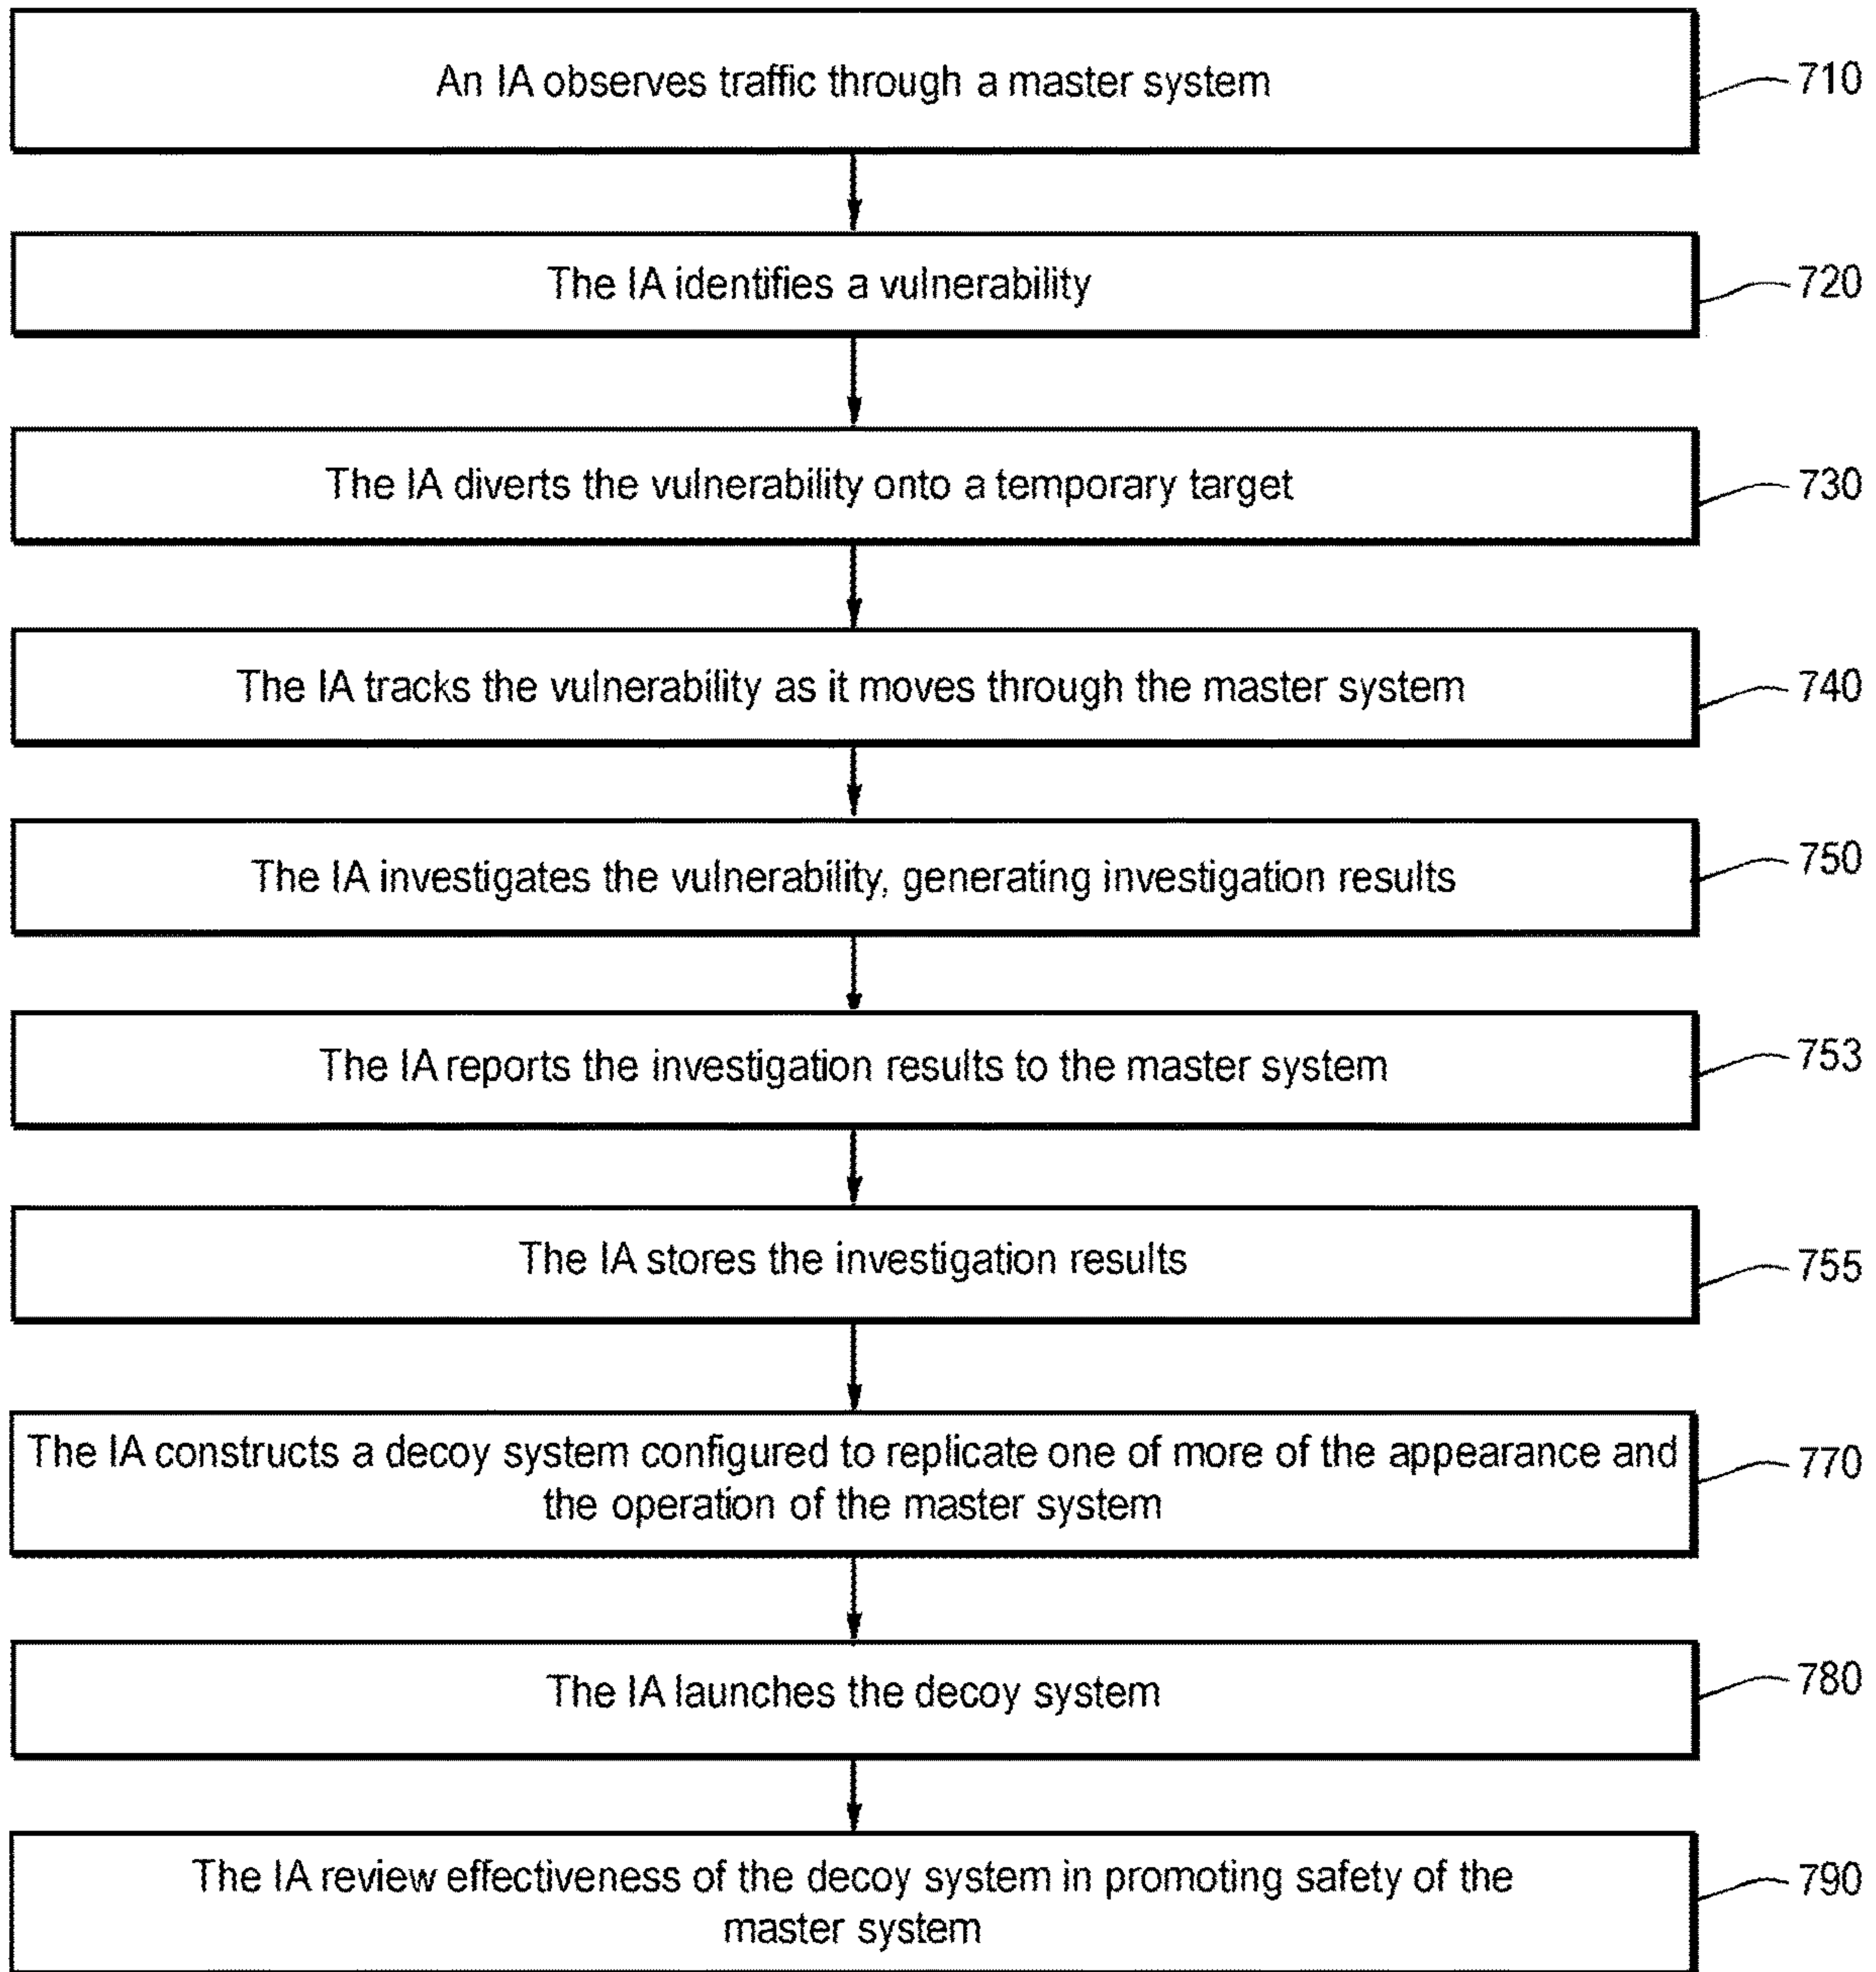 An IA observes traffic through a master system
710
The IA identifies a vulnerability
720
The IA diverts the vulnerability onto a temporary target
730
The IA tracks the vulnerability as it moves through the master system
740
The IA investigates the vulnerability, generating investigation results
750
The IA reports the investigation results to the master system
753
The IA stores the investigation results
755
The IA constructs a decoy system configured to replicate one of more of the appearance and
the operation of the master system
770
The IA launches the decoy system
780
The IA review effectiveness of the decoy system in promoting safety of the
master system
790